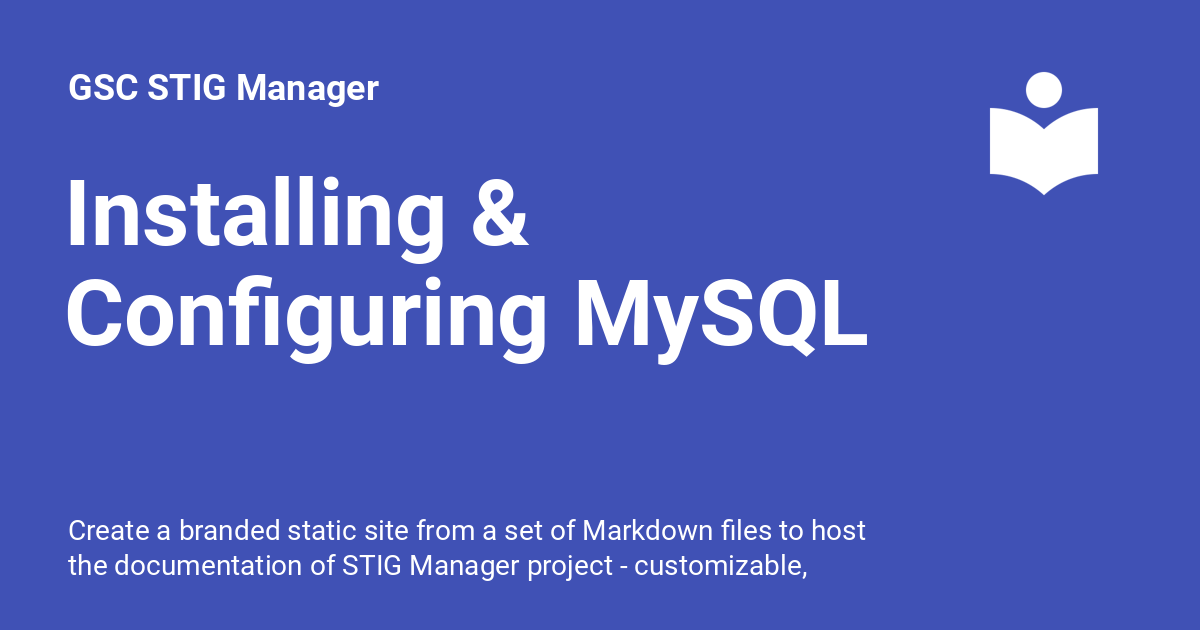 GSC STIG Manager
Installing &
Configuring MySQL
Create a branded static site from a set of Markdown files to host
the documentation of STIG Manager project - customizable,